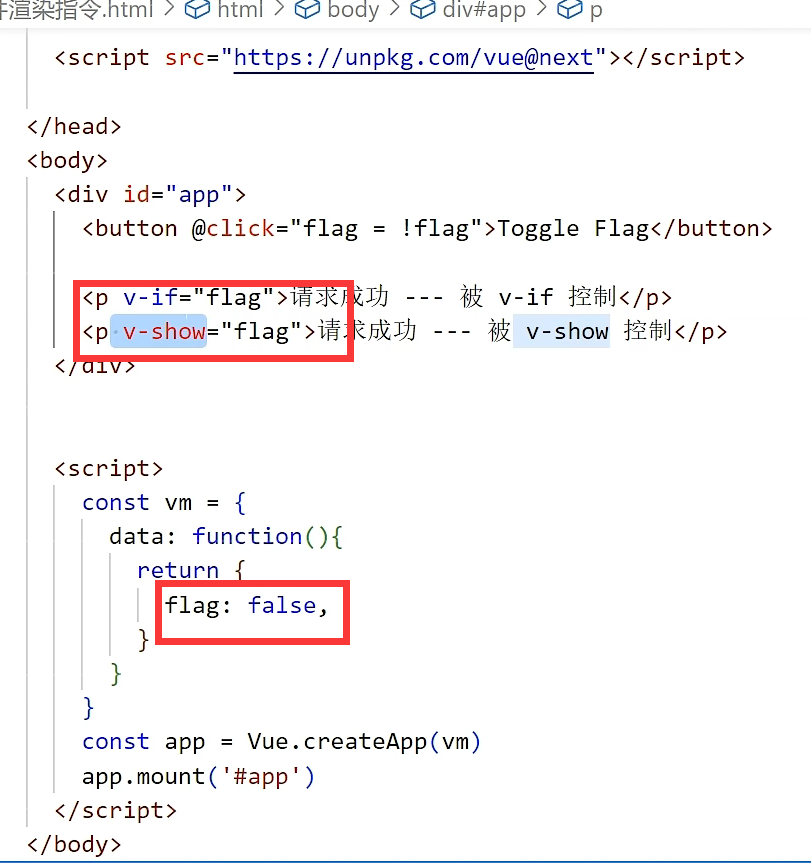 件渲染指令.html > html > body > div#app > p
<script src="https://unpkg.com/vue@next"></script>
</head>
<body>
<div id="app">
<button @click="flag = !flag">Toggle Flag</button>
<p v-if="flag">请求成功 --- 被 v-if 控制</p>
<p v-show="flag">请求成功 --- 被 v-show 控制</p>
</div>
<script>
const vm = {
data: function(){
return {
flag: false,
}
}
}
const app = Vue.createApp(vm)
app.mount('#app')
</script>
</body>